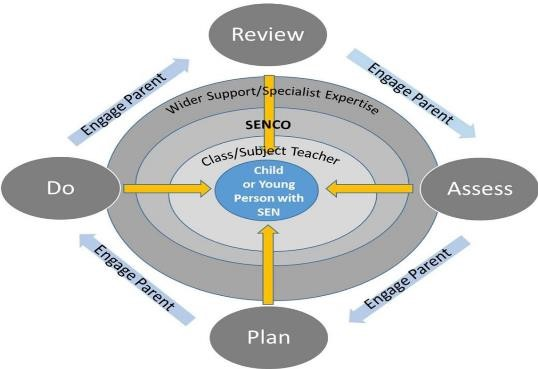 Review
Engage Parent
Engage Parent
Wider Support/Specialist Expertise
SENCO
Class/Subject Teacher
Child
or Young
Person with
SEN
Do
Assess
Engage Parent
Engage Parent
Plan